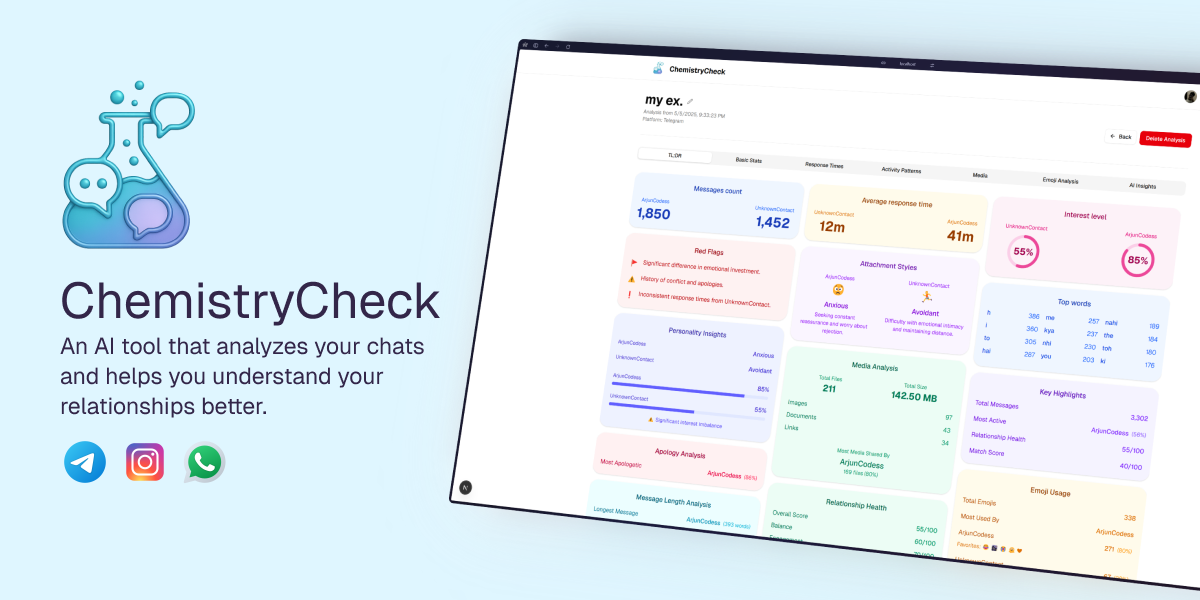 ChemistryCheck
An AI tool that analyzes your chats
and helps you understand your
relationships better.
localhost
ChemistryCheck
my ex.
Analysis from 5/5/2025, 9:33:23 PM
Platform: Telegram
← Back
Delete Analysis
TL;DR
Basic Stats
Response Times
Activity Patterns
Media
Emoji Analysis
AI Insights
Messages count
ArjunCodess
1,850
UnknownContact
1,452
Average response time
UnknownContact
12m
ArjunCodess
41m
Interest level
UnknownContact
55%
ArjunCodess
85%
Red Flags
Significant difference in emotional investment.
History of conflict and apologies.
Inconsistent response times from UnknownContact.
Attachment Styles
ArjunCodess
Anxious
Seeking constant
reassurance and worry about
rejection.
UnknownContact
Avoidant
Difficulty with emotional intimacy
and maintaining distance.
Top words
h 386 me 257 nahi 189
i 360 kya 237 the 184
to 305 nhi 230 toh 180
hai 287 you 203 ki 176
Personality Insights
ArjunCodess Anxious
UnknownContact Avoidant
ArjunCodess 85%
UnknownContact 55%
Significant interest imbalance
Media Analysis
Total Files
211
Total Size
142.50 MB
Images 97
Documents 43
Links 34
Most Media Shared By
ArjunCodess
169 files (80%)
Key Highlights
Total Messages 3,302
Most Active ArjunCodess (56%)
Relationship Health 55/100
Match Score 40/100
Apology Analysis
Most Apologetic ArjunCodess (86%)
Message Length Analysis
Longest Message ArjunCodess (393 words)
Relationship Health
Overall Score 55/100
Balance 60/100
Emoji Usage
Total Emojis 338
Most Used By ArjunCodess
ArjunCodess 271 (80%)
Favorites: